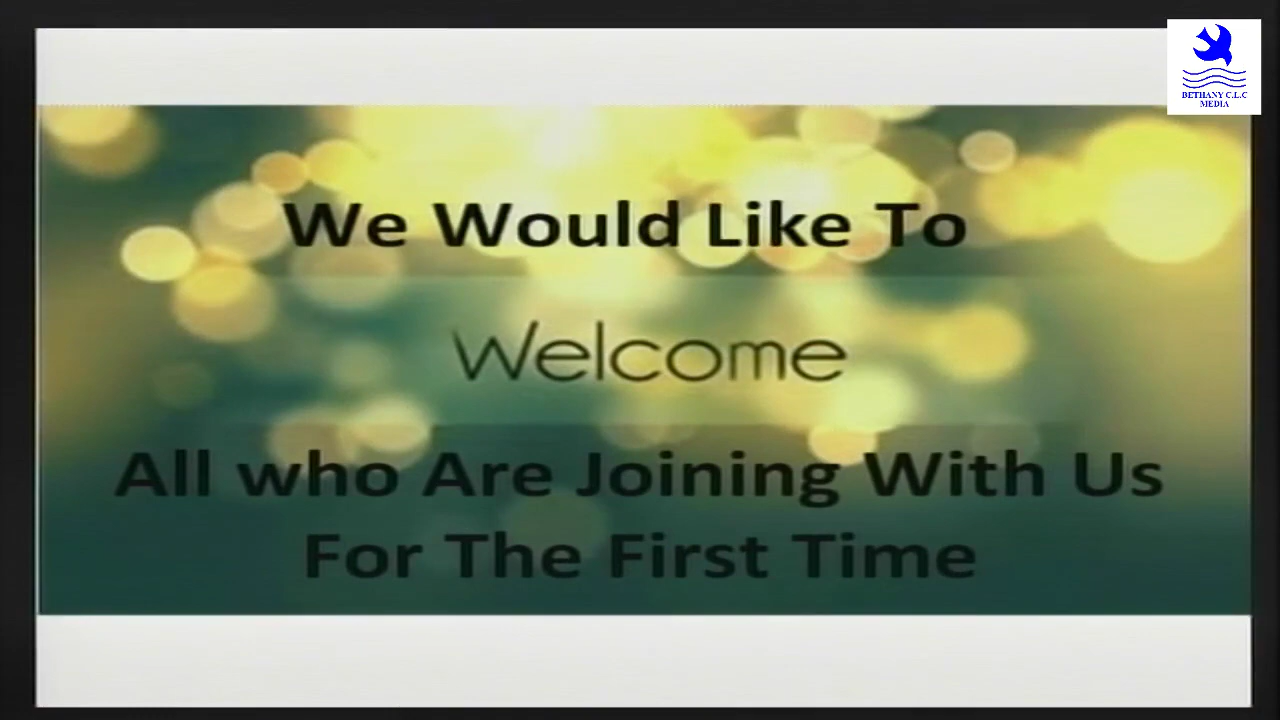 BETHANY C.L.C
MEDIA
We Would Like To
Welcome
All who Are Joining With Us
For The First Time